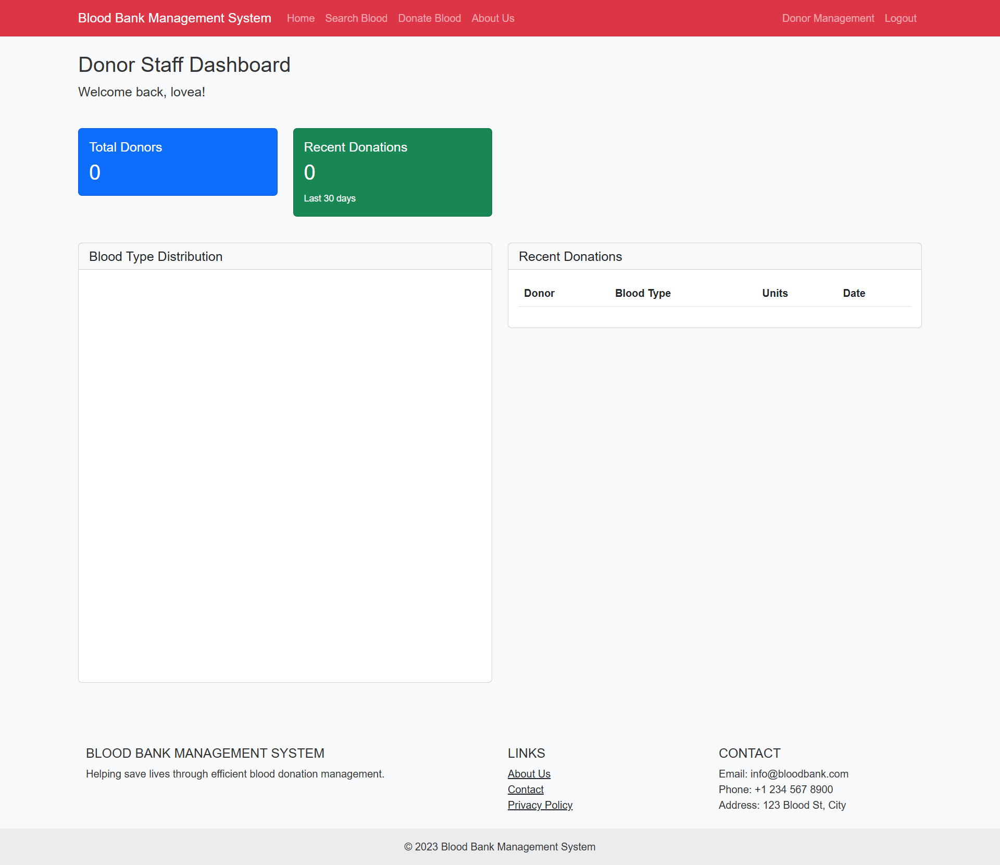 Blood Bank Management System Home Search Blood Donate Blood About Us Donor Management Logout
Donor Staff Dashboard
Welcome back, lovea!
Total Donors
0
Recent Donations
0
Last 30 days
Blood Type Distribution
Recent Donations
Donor Blood Type Units Date
BLOOD BANK MANAGEMENT SYSTEM
Helping save lives through efficient blood donation management.
LINKS
About Us
Contact
Privacy Policy
CONTACT
Email: info@bloodbank.com
Phone: +1 234 567 8900
Address: 123 Blood St, City
© 2023 Blood Bank Management System